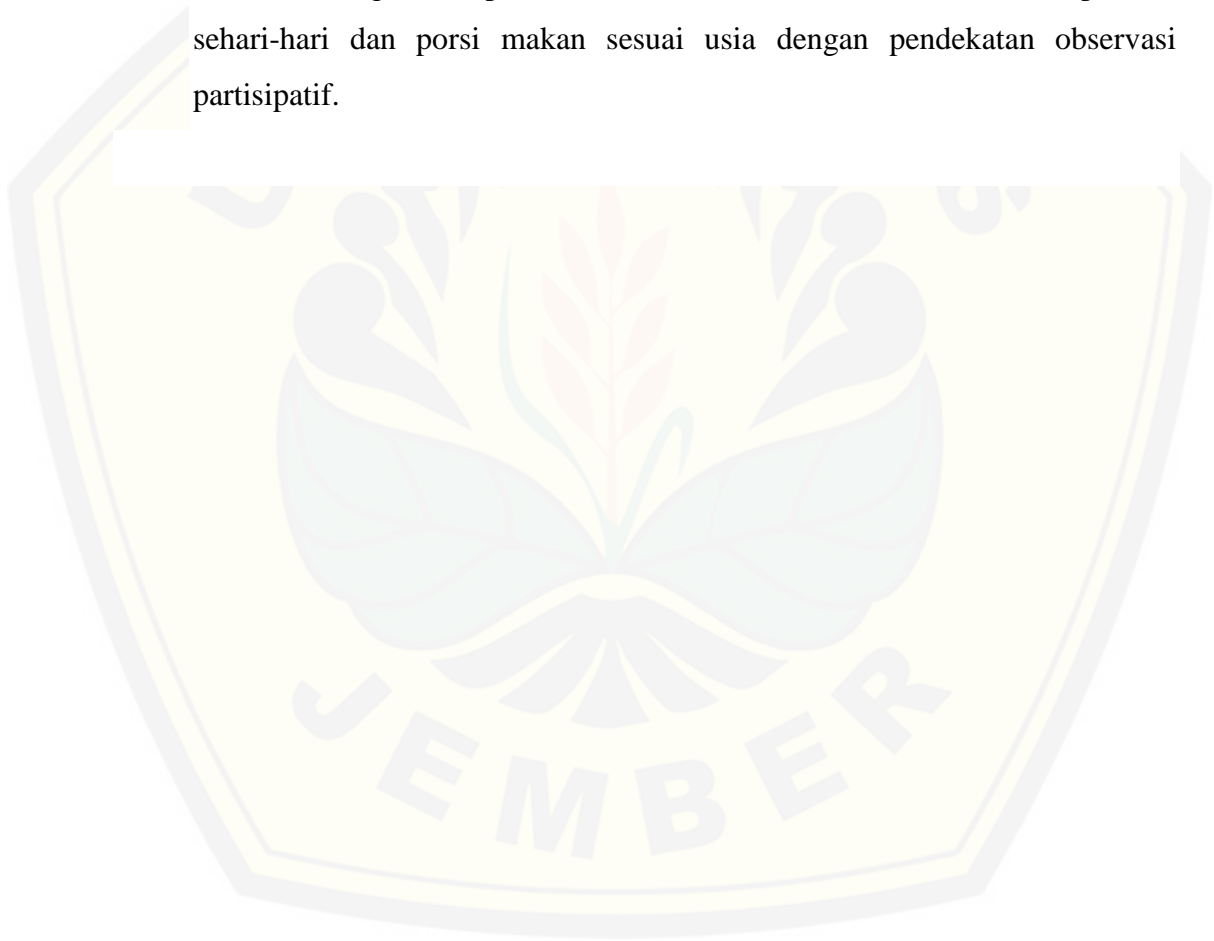 sehari-hari dan porsi makan sesuai usia dengan pendekatan observasi
partisipatif.
JEMBER